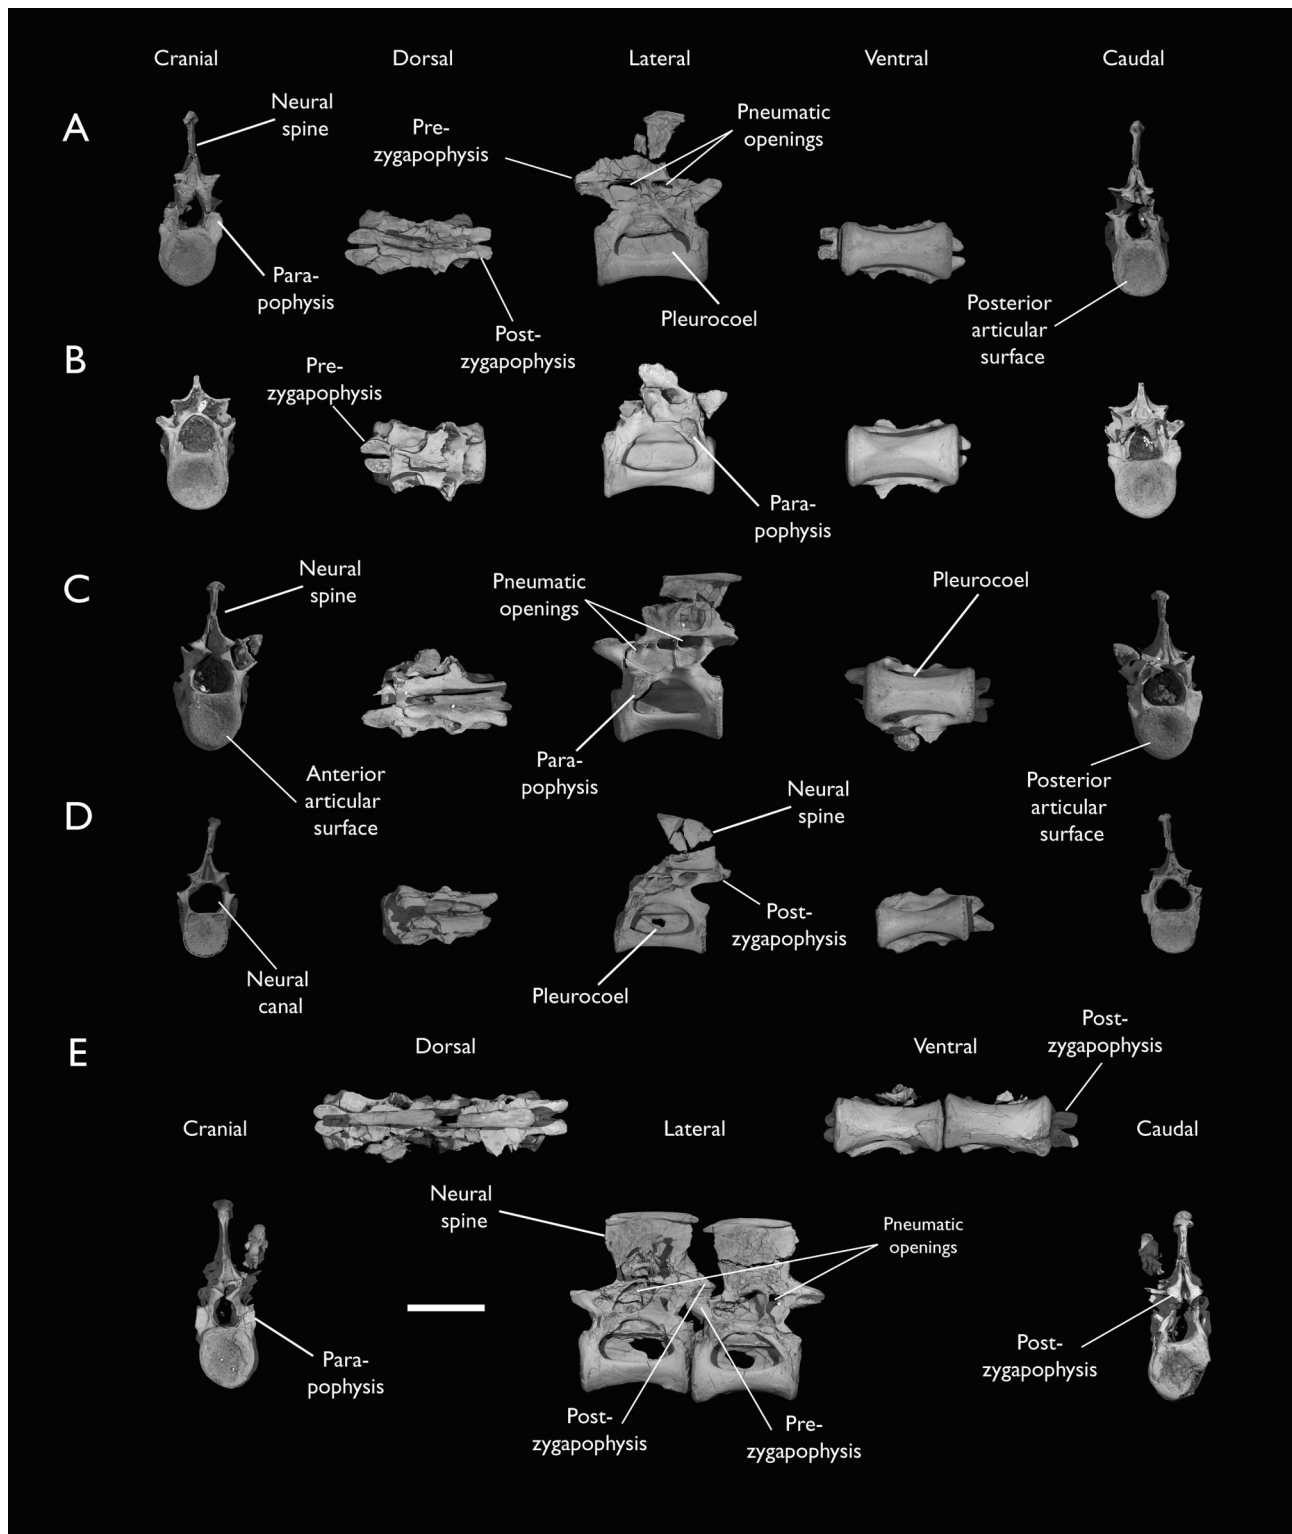 Cranial
Dorsal
Lateral
Ventral
Caudal
A
Neural
spine
Pre-
zygapophysis
Pneumatic
openings
Para-
pophysis
Post-
zygapophysis
Pleurocoel
Posterior
articular
surface
B
Pre-
zygapophysis
Para-
pophysis
C
Neural
spine
Pneumatic
openings
Pleurocoel
Anterior
articular
surface
Para-
pophysis
Posterior
articular
surface
D
Neural
spine
Neural
canal
Post-
zygapophysis
Pleurocoel
E
Dorsal
Ventral
Post-
zygapophysis
Cranial
Lateral
Caudal
Neural
spine
Pneumatic
openings
Para-
pophysis
Post-
zygapophysis
Post-
zygapophysis
Pre-
zygapophysis